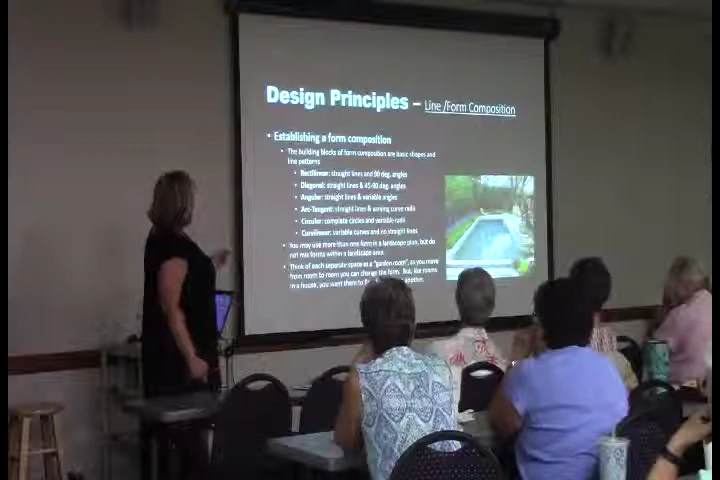 Design Principles – Line /Form Composition
• Establishing a form composition
• The building blocks of form composition are basic shapes and
line patterns
• Rectilinear: straight lines and 90 deg. angles
• Diagonal: straight lines & 45-90 deg. angles
• Angular: straight lines & variable angles
• Arc-Tangent: straight lines & varying curve radii
• Circular: complete circles and variable radii
• Curvilinear: variable curves and no straight lines
• You may use more than one form in a landscape plan, but do
not mix forms within a landscape area
• Think of each separate space as a "garden room", as you move
from room to room you can change the form. But, like rooms
in a house, you want them to